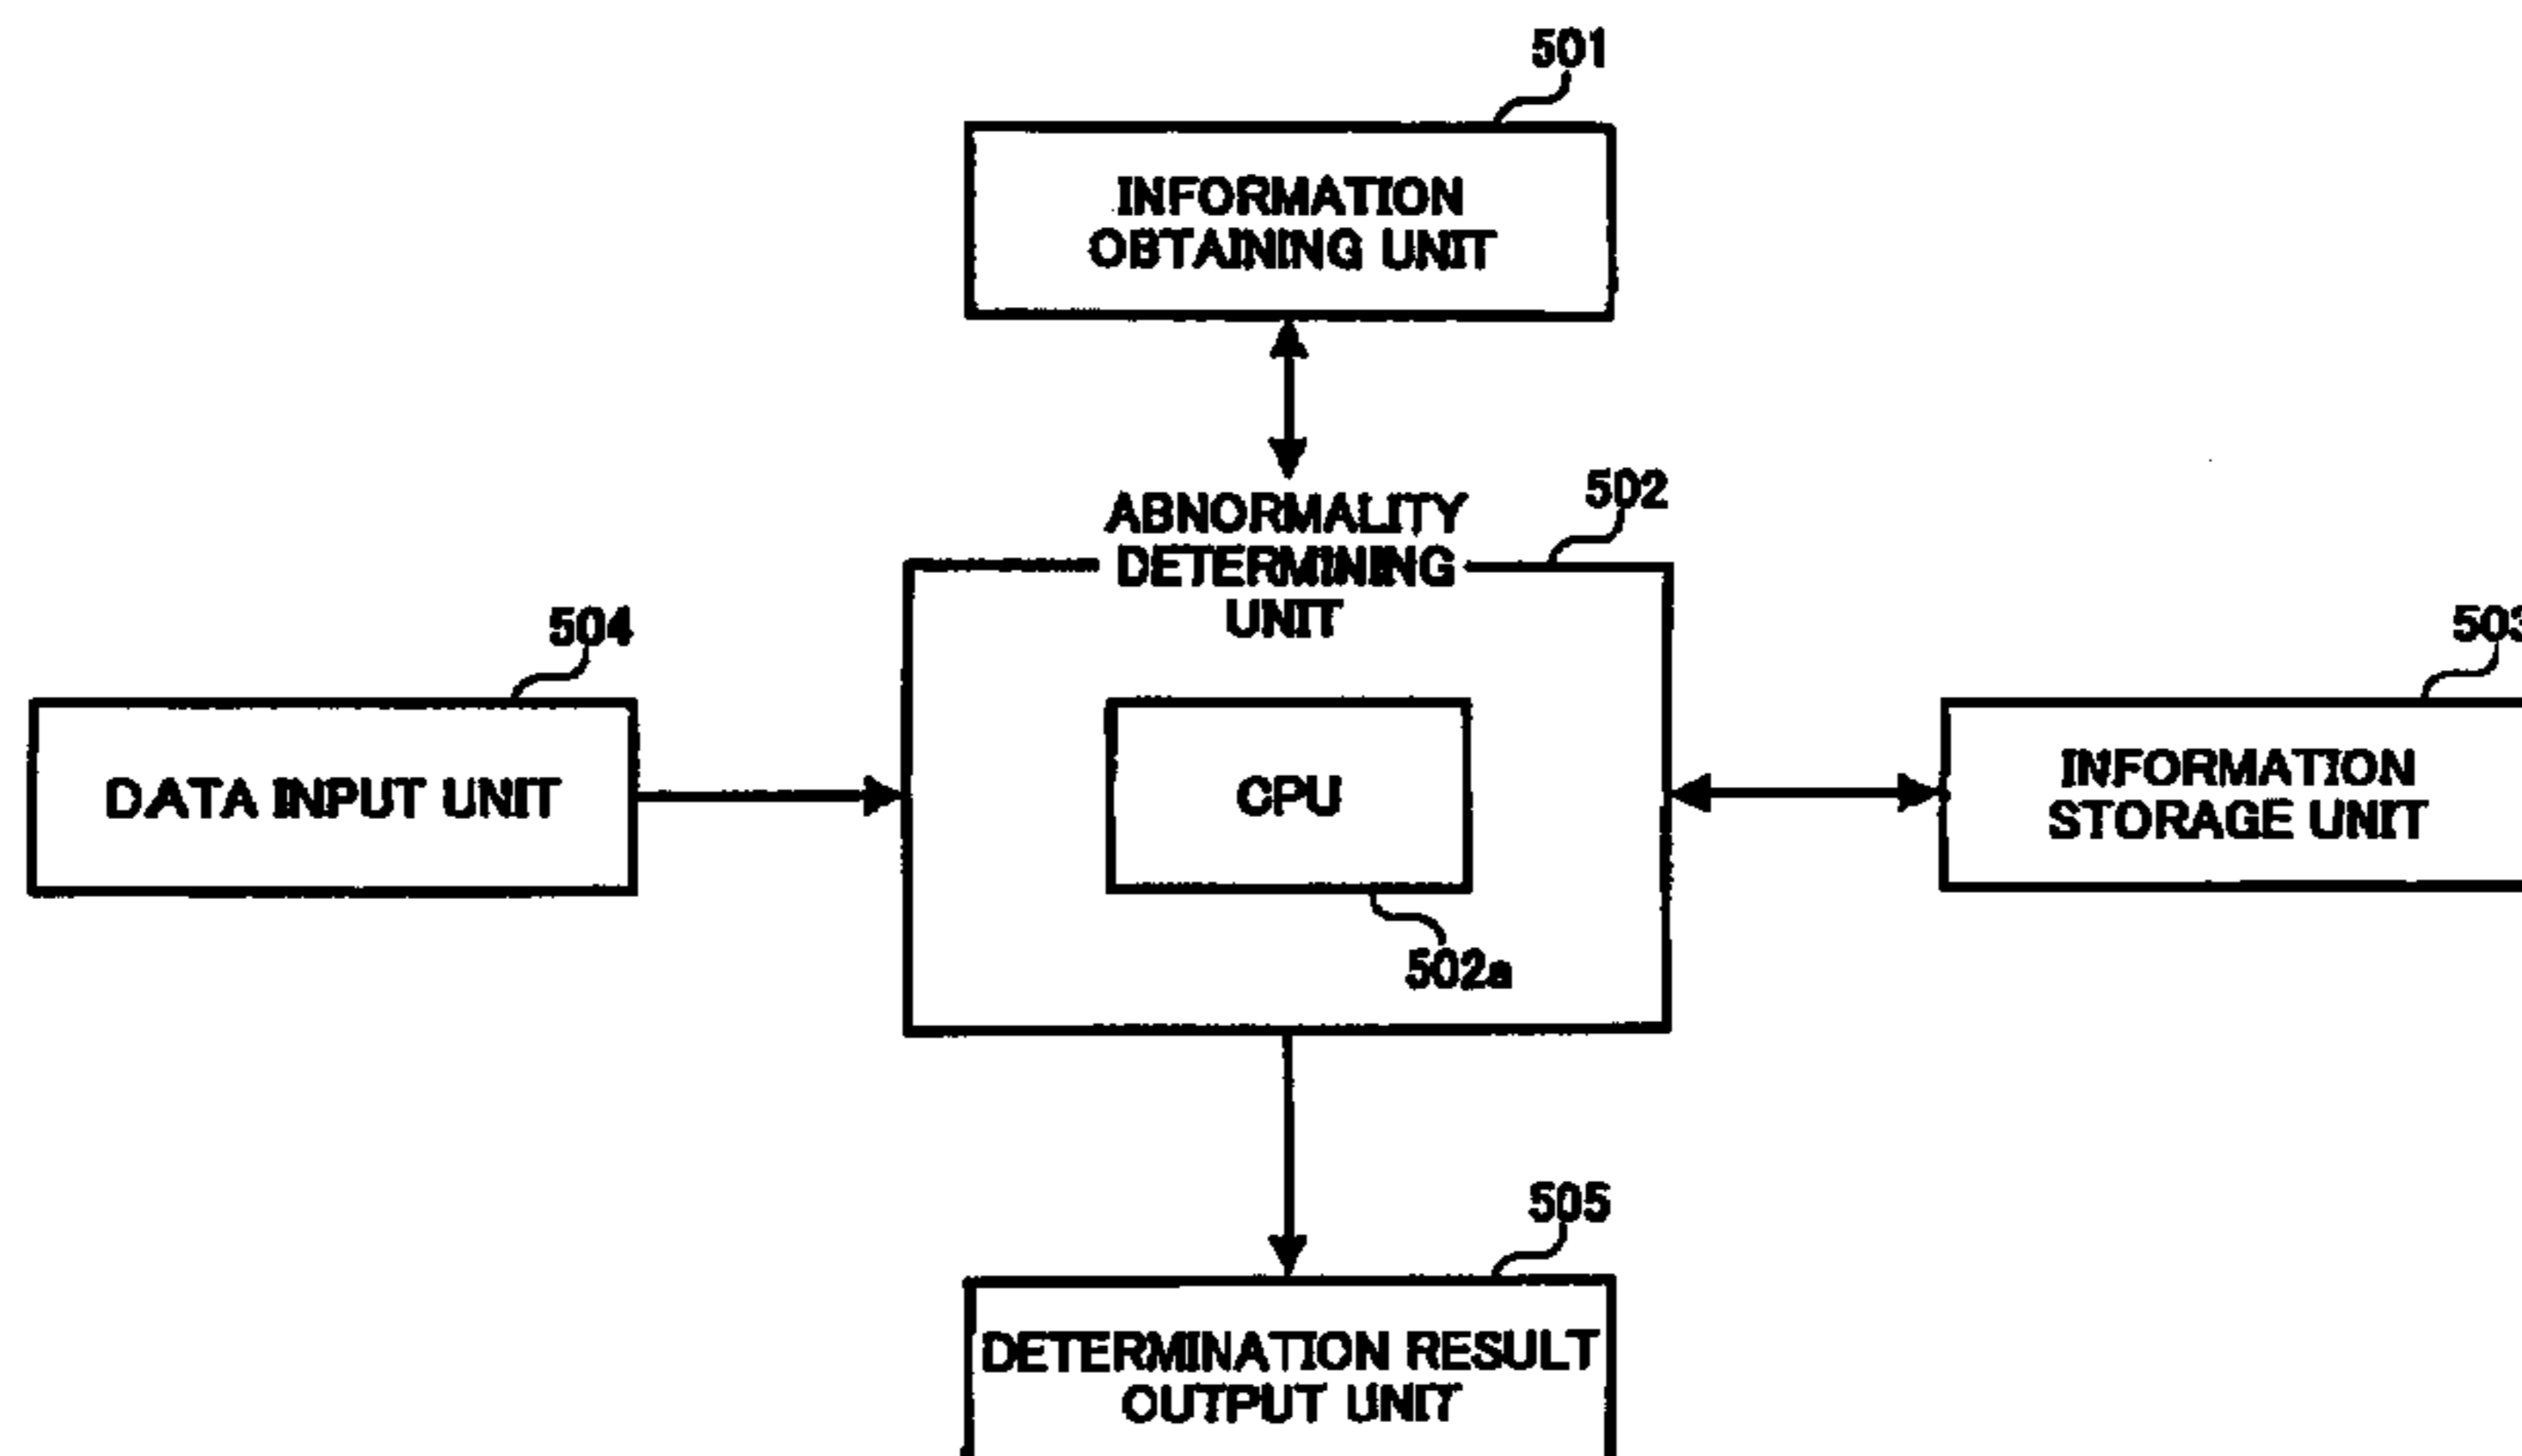 501
INFORMATION
OBTAINING UNIT
ABNORMALITY
DETERMINING
UNIT
502
504
DATA INPUT UNIT
CPU
502a
503
INFORMATION
STORAGE UNIT
505
DETERMINATION RESULT
OUTPUT UNIT